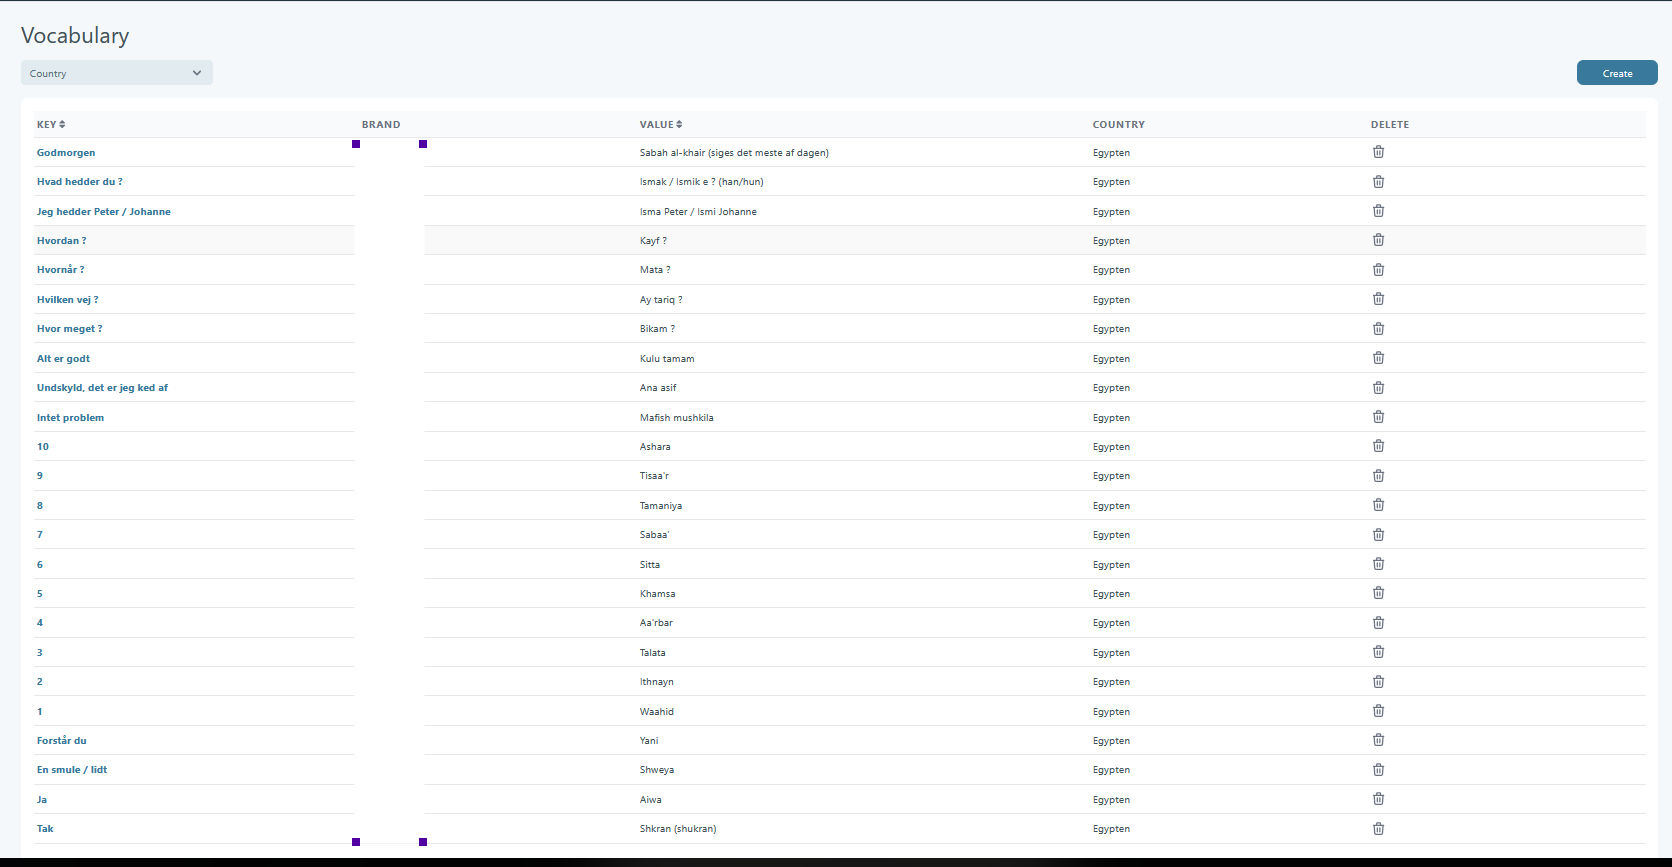 Vocabulary
Country
Create
KEY BRAND VALUE COUNTRY DELETE
Godmorgen Sabah al-khair (siges det meste af dagen) Egypten
Hvad hedder du ? Ismak / Ismik e ? (han/hun) Egypten
Jeg hedder Peter / Johanne Isma Peter / Ismi Johanne Egypten
Hvordan ? Kayf ? Egypten
Hvornår ? Mata ? Egypten
Hvilken vej ? Ay tariq ? Egypten
Hvor meget ? Bikam ? Egypten
Alt er godt Kulu tamam Egypten
Undskyld, det er jeg ked af Ana asif Egypten
Intet problem Mafish mushkila Egypten
10 Ashara Egypten
9 Tisaa'r Egypten
8 Tamaniya Egypten
7 Sabaa' Egypten
6 Sitta Egypten
5 Khamsa Egypten
4 Aa'rbar Egypten
3 Talata Egypten
2 Ithnayn Egypten
1 Waahid Egypten
Forstår du Yani Egypten
En smule / lidt Shweya Egypten
Ja Aiwa Egypten
Tak Shkran (shukran) Egypten